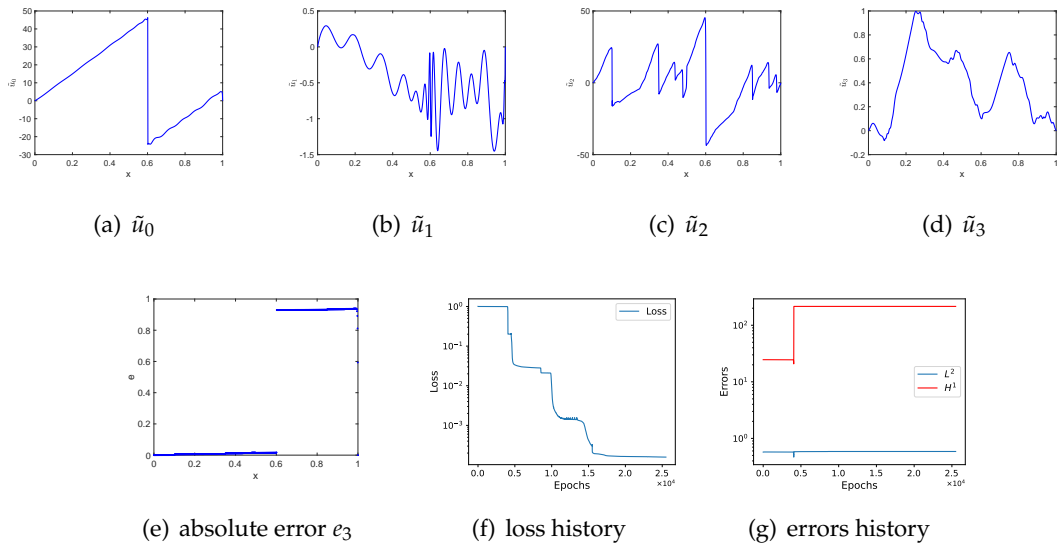 50
40
30
20
10
0
-10
-20
-30
ũ₀
0 0.2 0.4 0.6 0.8 1
x
0.5
0
-0.5
-1
-1.5
ũ₁
0 0.2 0.4 0.6 0.8 1
x
50
0
-50
ũ₂
0 0.2 0.4 0.6 0.8 1
x
1
0.8
0.6
0.4
0.2
0
-0.2
ũ₃
0 0.2 0.4 0.6 0.8 1
x
(a) ũ₀
(b) ũ₁
(c) ũ₂
(d) ũ₃
1
0.8
0.6
0.4
0.2
0
e
0 0.2 0.4 0.6 0.8 1
x
10⁰
10⁻¹
10⁻²
10⁻³
Loss
Loss
0.0 0.5 1.0 1.5 2.0 2.5
Epochs
×10⁴
10²
10¹
10⁰
Errors
L²
H¹
0.0 0.5 1.0 1.5 2.0 2.5
Epochs
×10⁴
(e) absolute error e₃
(f) loss history
(g) errors history